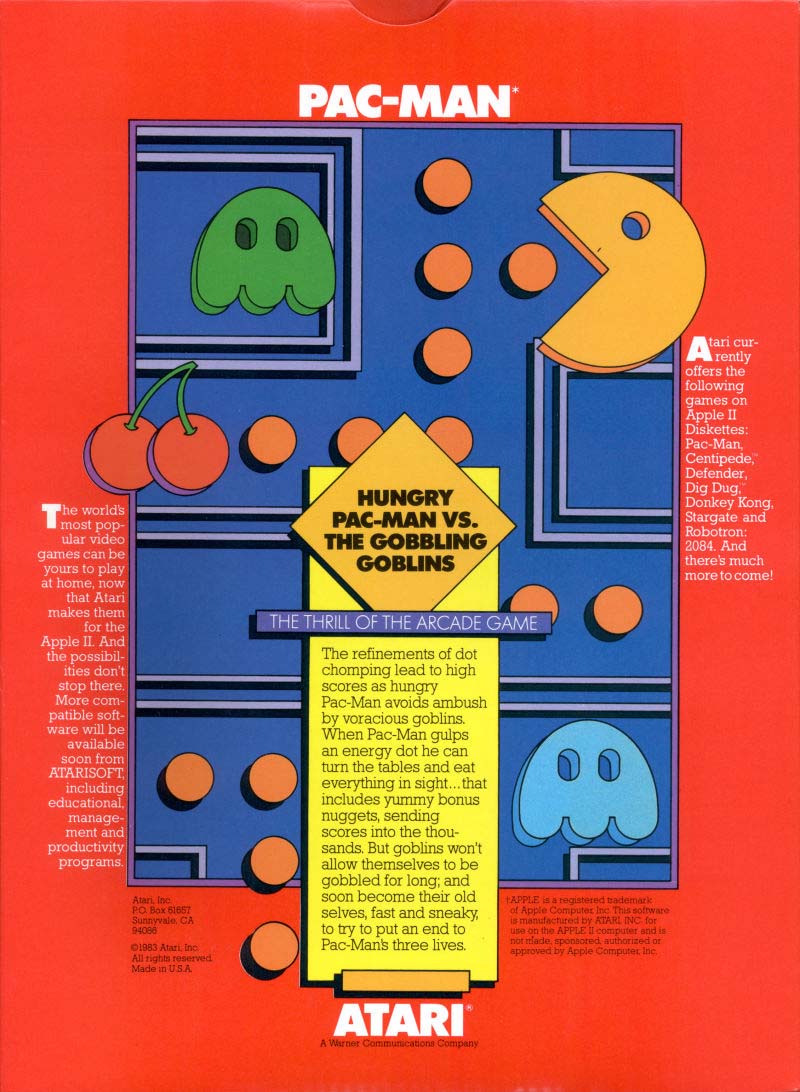 PAC-MAN*
Atari cur-
rently
offers the
following
games on
Apple II
Diskettes:
Pac-Man,
Centipede,™
Defender,
Dig Dug,™
Donkey Kong,
Stargate and
Robotron:
2084. And
there's much
more to come!
HUNGRY
PAC-MAN VS.
THE GOBBLING
GOBLINS
The world's
most pop-
ular video
games can be
yours to play
at home, now
that Atari
makes them
for the
Apple II. And
the possibil-
ities don't
stop there.
More com-
patible soft-
ware will be
available
soon from
ATARISOFT,
including
educational,
manage-
ment and
productivity
programs.
THE THRILL OF THE ARCADE GAME
The refinements of dot
chomping lead to high
scores as hungry
Pac-Man avoids ambush
by voracious goblins.
When Pac-Man gulps
an energy dot he can
turn the tables and eat
everything in sight...that
includes yummy bonus
nuggets, sending
scores into the thou-
sands. But goblins won't
allow themselves to be
gobbled for long; and
soon become their old
selves, fast and sneaky,
to try to put an end to
Pac-Man's three lives.
Atari, Inc.
P.O. Box 61657
Sunnyvale, CA
94086
©1983 Atari, Inc.
All rights reserved.
Made in U.S.A.
†APPLE is a registered trademark
of Apple Computer, Inc. This software
is manufactured by ATARI, INC. for
use on the APPLE II computer and is
not made, sponsored, authorized or
approved by Apple Computer, Inc.
ATARI®
A Warner Communications Company